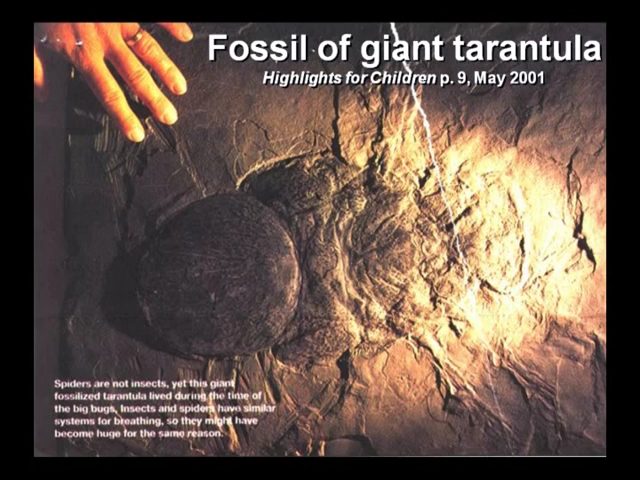 Fossil of giant tarantula
Highlights for Children p. 9, May 2001
Spiders are not insects, yet this giant
fossilized tarantula lived during the time of
the big bugs, Insects and spiders have similar
systems for breathing, so they might have
become huge for the same reason.